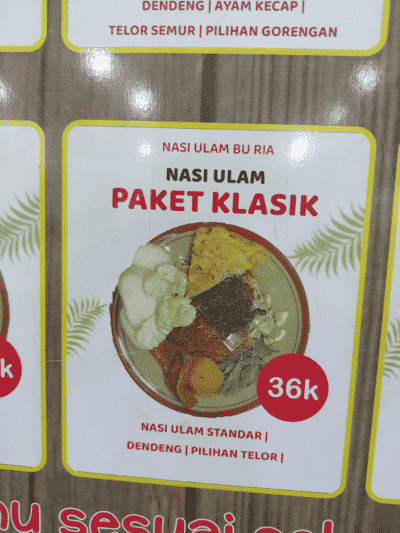 DENDENG | AYAM KECAP |
TELOR SEMUR | PILIHAN GORENGAN
NASI ULAM BU RIA
NASI ULAM
PAKET KLASIK
k
36k
NASI ULAM STANDAR |
DENDENG | PILIHAN TELOR |
sesuai